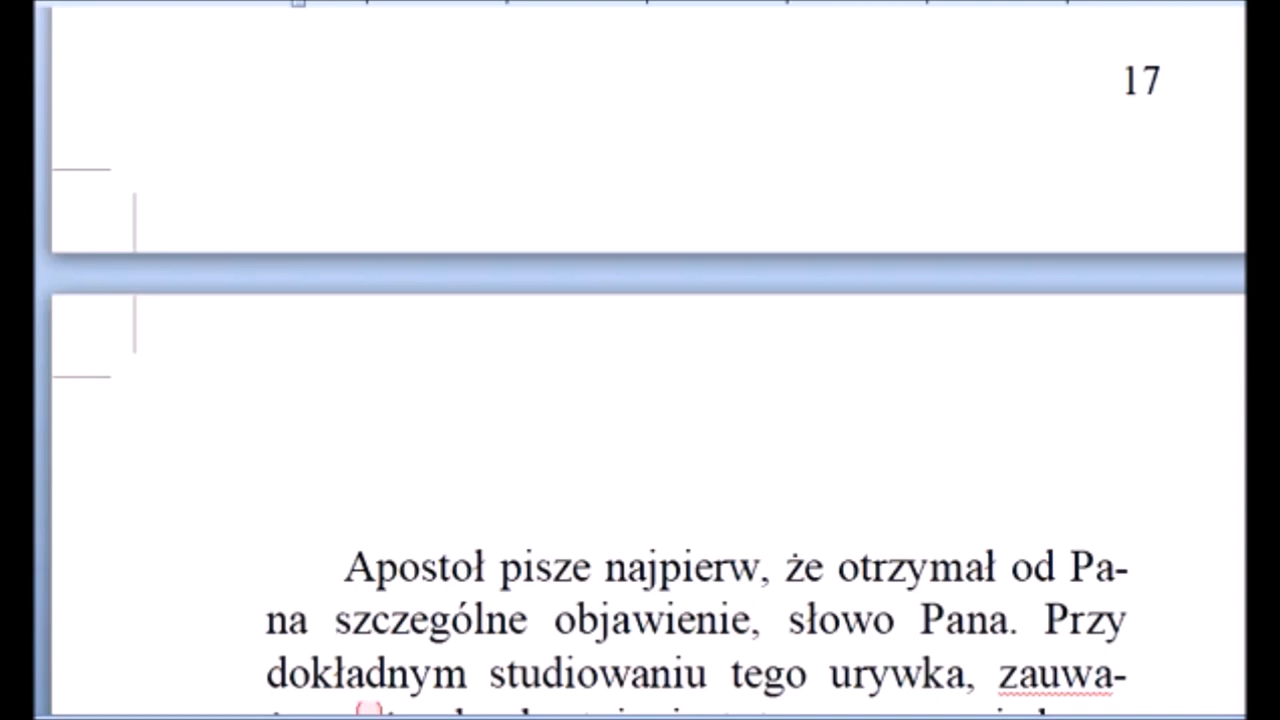 17
Apostoł pisze najpierw, że otrzymał od Pa-
na szczególne objawienie, słowo Pana. Przy
dokładnym studiowaniu tego urywka, zauwa-